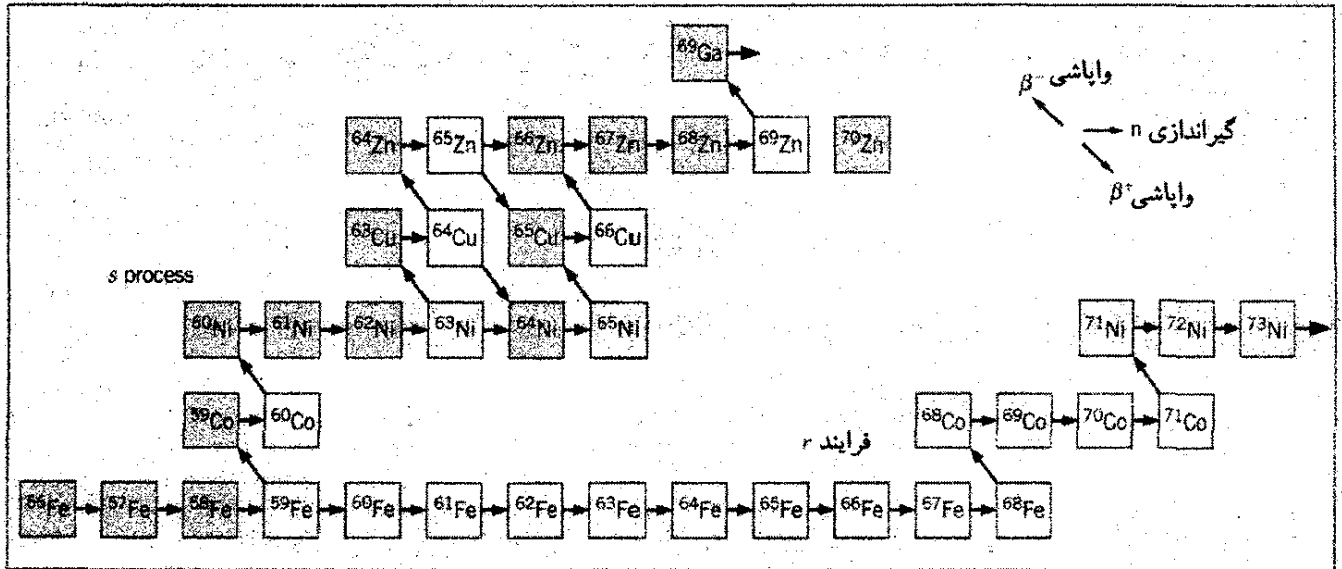 ⁶⁹Ga
واپاشی β⁻
⁶⁴Zn ⁶⁵Zn ⁶⁶Zn ⁶⁷Zn ⁶⁸Zn ⁶⁹Zn ⁷⁰Zn
گیراندازی n
واپاشی β⁺
⁶³Cu ⁶⁴Cu ⁶⁵Cu ⁶⁶Cu
s process
⁶⁰Ni ⁶¹Ni ⁶²Ni ⁶³Ni ⁶⁴Ni ⁶⁵Ni ⁷¹Ni ⁷²Ni ⁷³Ni
⁵⁹Co ⁶⁰Co ⁶⁸Co ⁶⁹Co ⁷⁰Co ⁷¹Co
فرایند r
⁵⁶Fe ⁵⁷Fe ⁵⁸Fe ⁵⁹Fe ⁶⁰Fe ⁶¹Fe ⁶²Fe ⁶³Fe ⁶⁴Fe ⁶⁵Fe ⁶⁶Fe ⁶⁷Fe ⁶⁸Fe